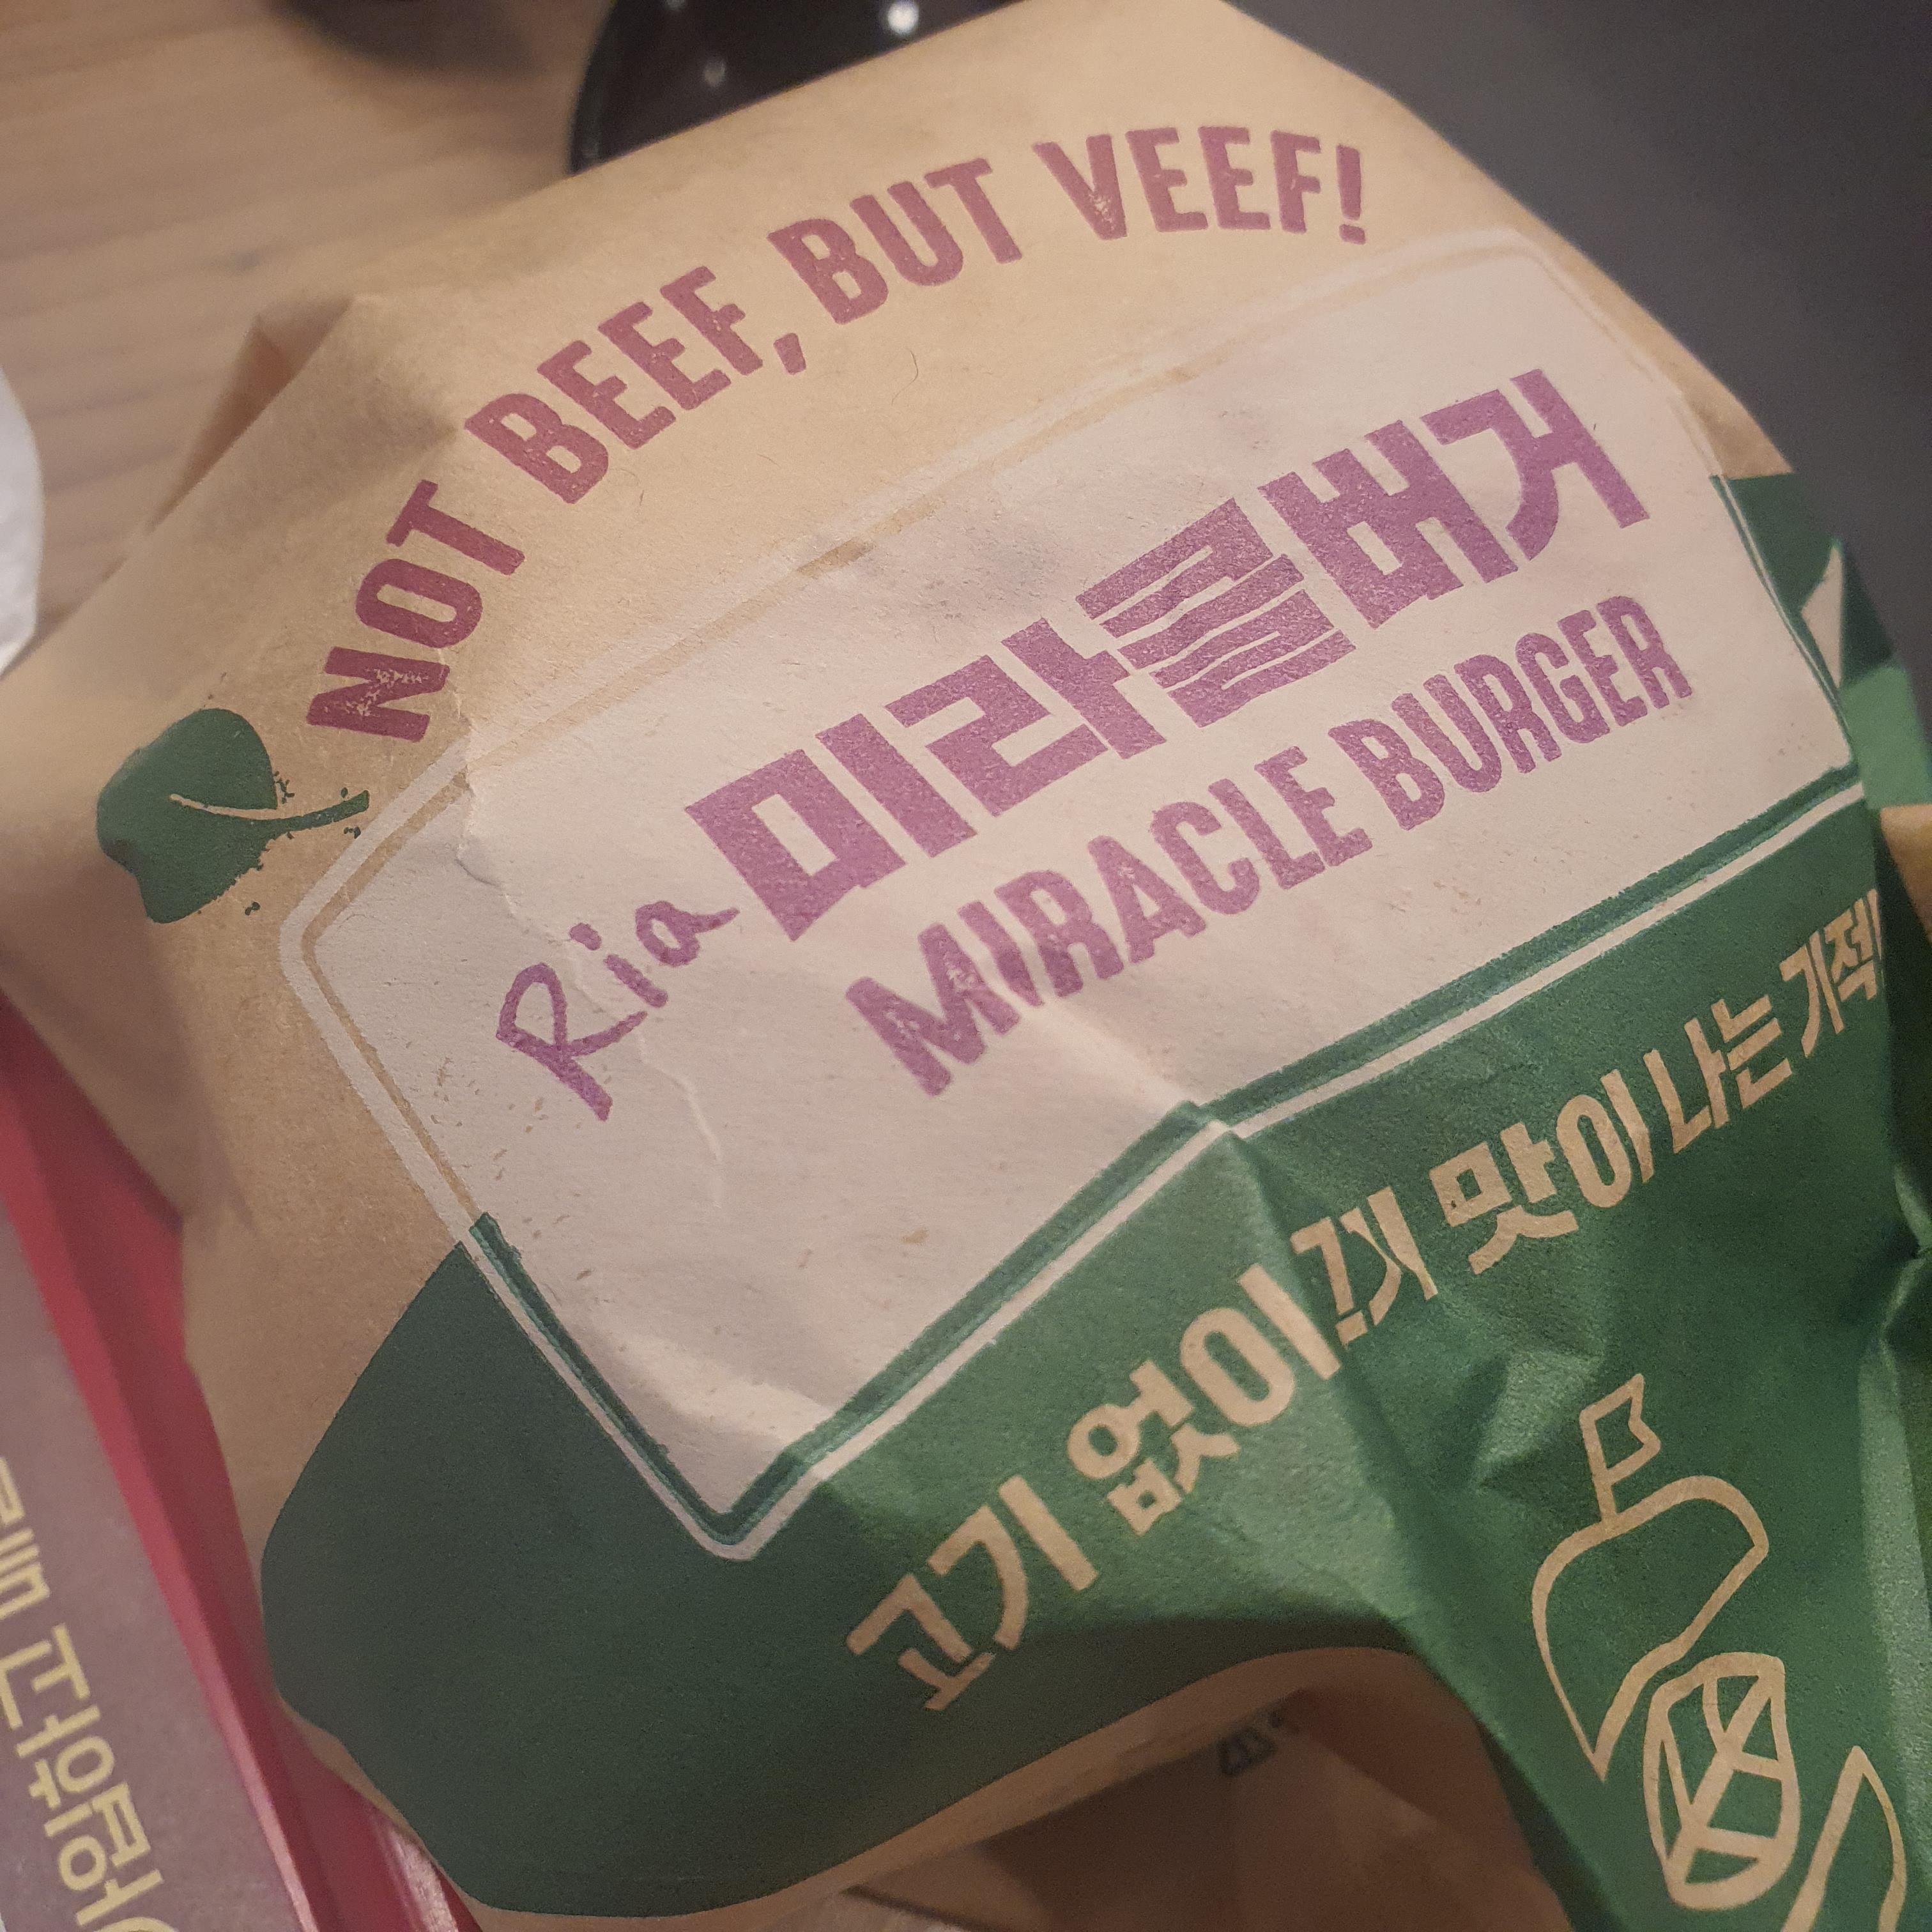 NOT BEEF, BUT VEEF!
Ria 미라클버거
MIRACLE BURGER
고기 없이 고기 맛이 나는 기적